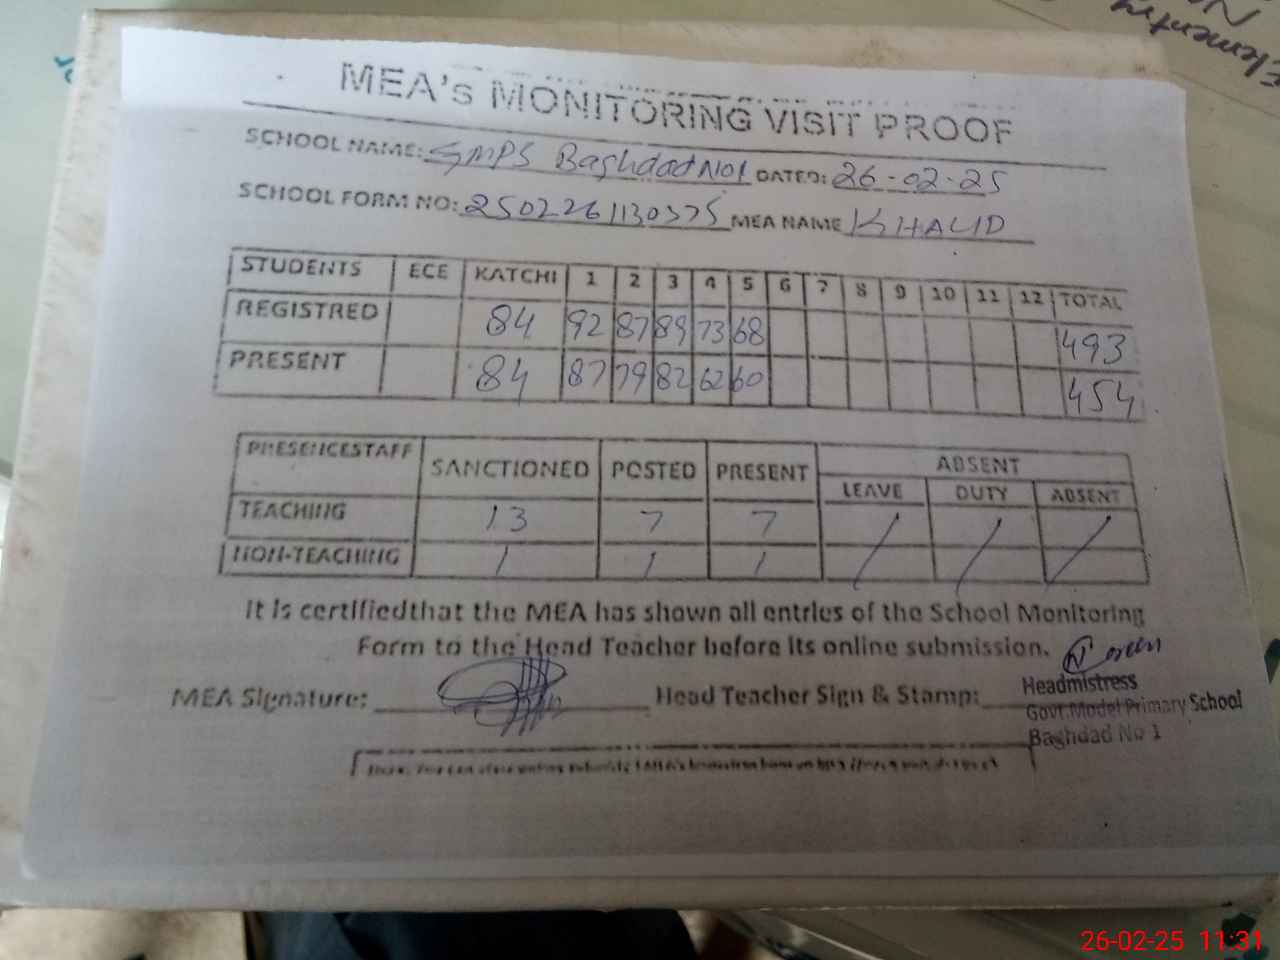 Elementry
MEA's MONITORING VISIT PROOF
SCHOOL NAME: GMPS Baghdad No1 DATED: 26-02-25
SCHOOL FORM NO: 2502261130375 MEA NAME KHALID
STUDENTS ECE KATCHI 1 2 3 4 5 6 7 8 9 10 11 12 TOTAL
REGISTRED 84 92 87 89 73 68 493
PRESENT 84 87 79 82 62 60 454
PRESENCESTAFF SANCTIONED POSTED PRESENT ABSENT
LEAVE DUTY ABSENT
TEACHING 13 7 7 / / /
NON-TEACHING 1 1 1
It is certifiedthat the MEA has shown all entries of the School Monitoring
Form to the Head Teacher before its online submission.
MEA Signature: Head Teacher Sign & Stamp:
Headmistress
Govt.Model Primary School
Baghdad No 1
26-02-25 11:31